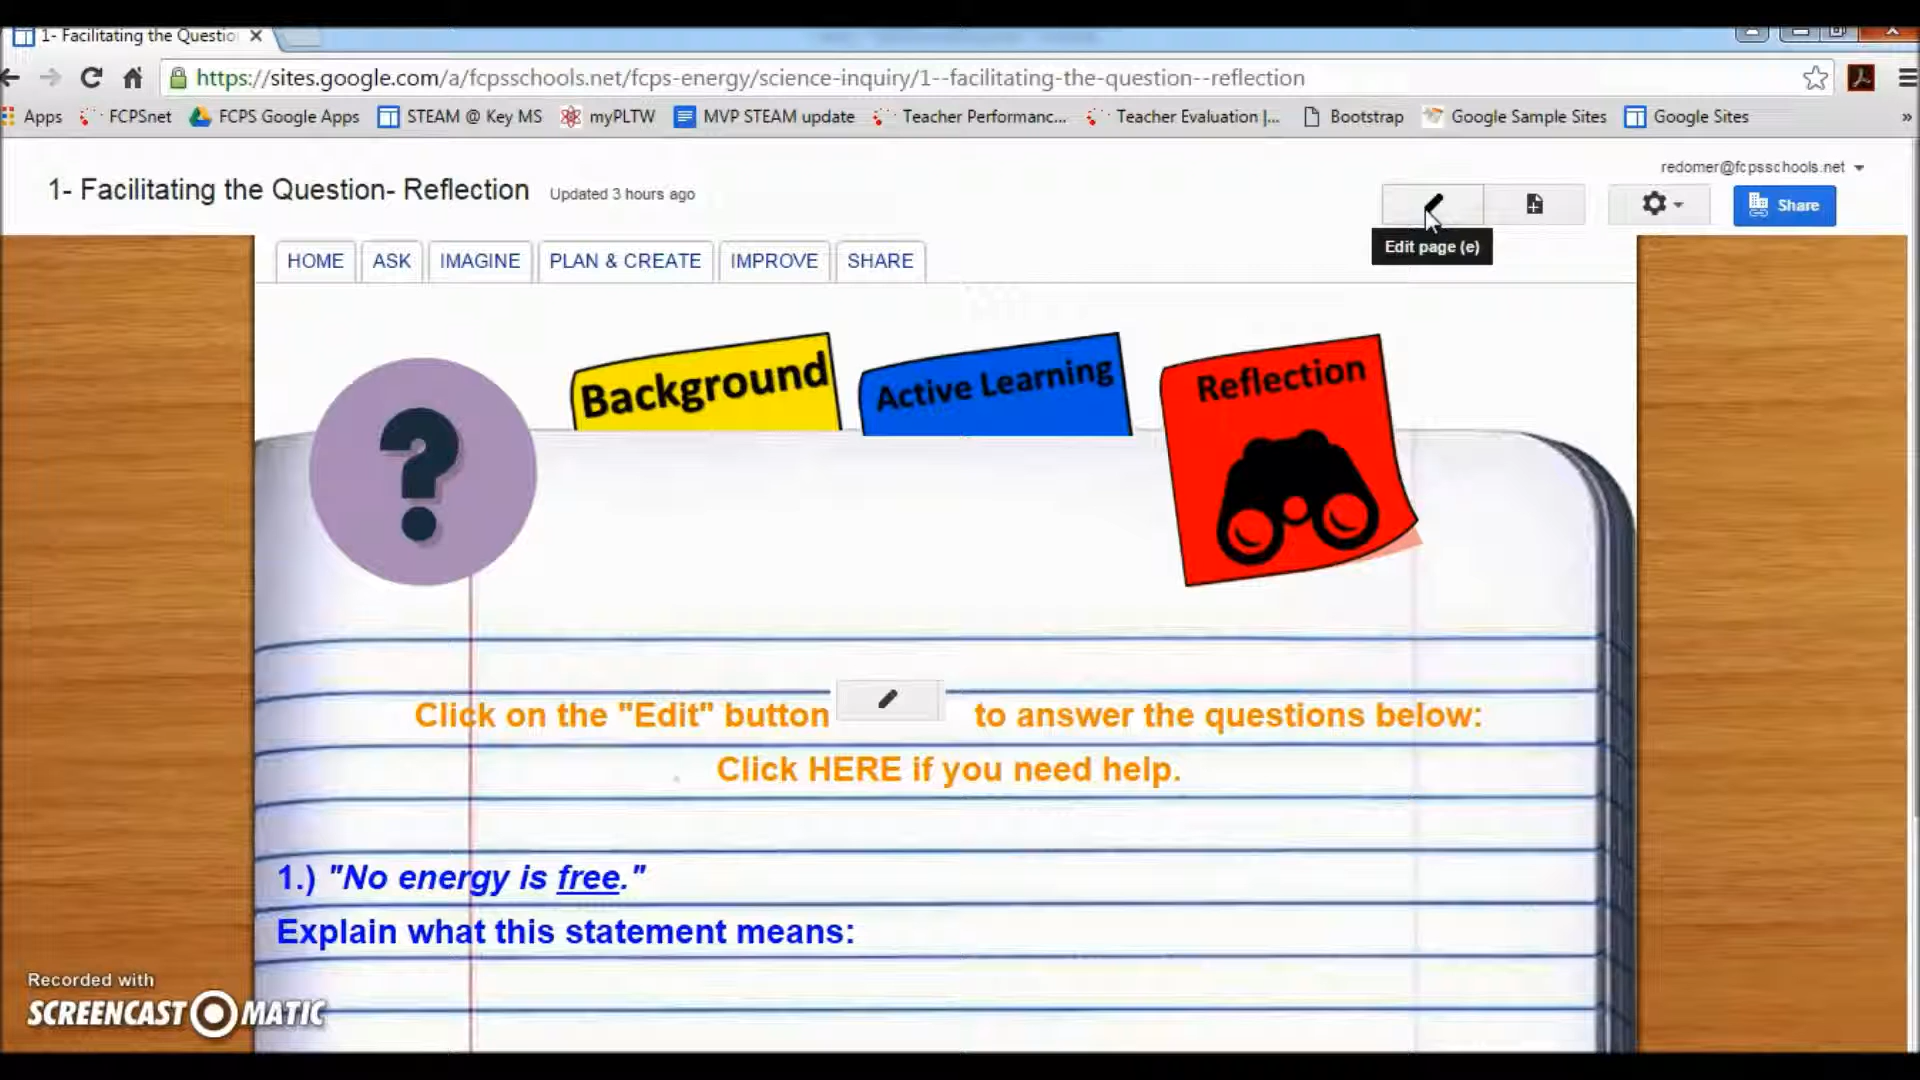 1- Facilitating the Questio
https://sites.google.com/a/fcpsschools.net/fcps-energy/science-inquiry/1--facilitating-the-question--reflection
Apps FCPSnet FCPS Google Apps STEAM @ Key MS myPLTW MVP STEAM update Teacher Performanc... Teacher Evaluation |... Bootstrap Google Sample Sites Google Sites »
redomer@fcpsschools.net
1- Facilitating the Question- Reflection Updated 3 hours ago
Share
Edit page (e)
HOME ASK IMAGINE PLAN & CREATE IMPROVE SHARE
Background Active Learning Reflection
?
Click on the "Edit" button to answer the questions below:
Click HERE if you need help.
1.) "No energy is free."
Explain what this statement means:
Recorded with
SCREENCAST MATIC